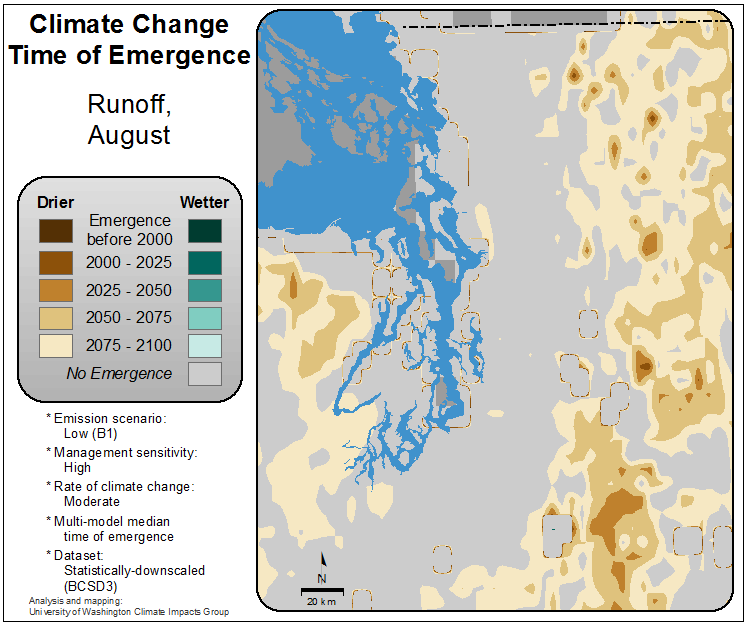 Climate Change
Time of Emergence
Runoff,
August
Drier
Wetter
Emergence
before 2000
2000 - 2025
2025 - 2050
2050 - 2075
2075 - 2100
No Emergence
* Emission scenario:
Low (B1)
* Management sensitivity:
High
* Rate of climate change:
Moderate
* Multi-model median
time of emergence
* Dataset:
Statistically-downscaled
(BCSD3)
Analysis and mapping:
University of Washington Climate Impacts Group
N
20 km